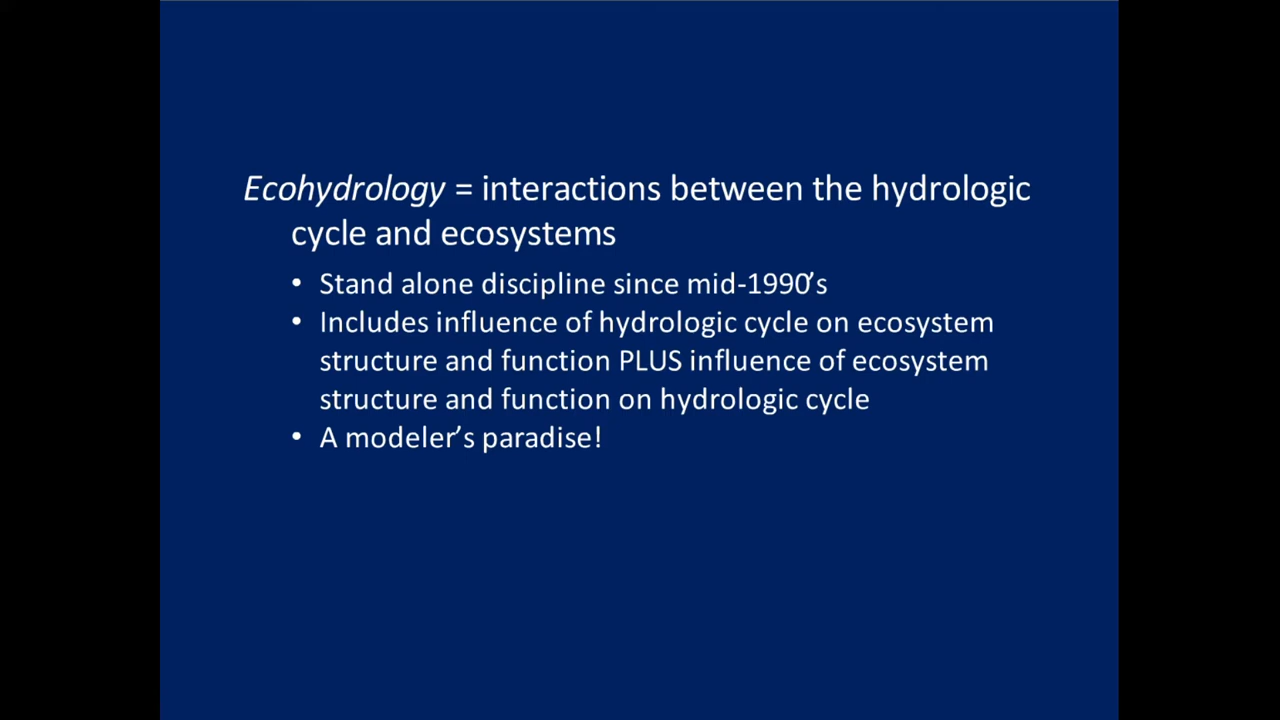 Ecohydrology = interactions between the hydrologic
cycle and ecosystems
• Stand alone discipline since mid-1990’s
• Includes influence of hydrologic cycle on ecosystem
structure and function PLUS influence of ecosystem
structure and function on hydrologic cycle
• A modeler’s paradise!